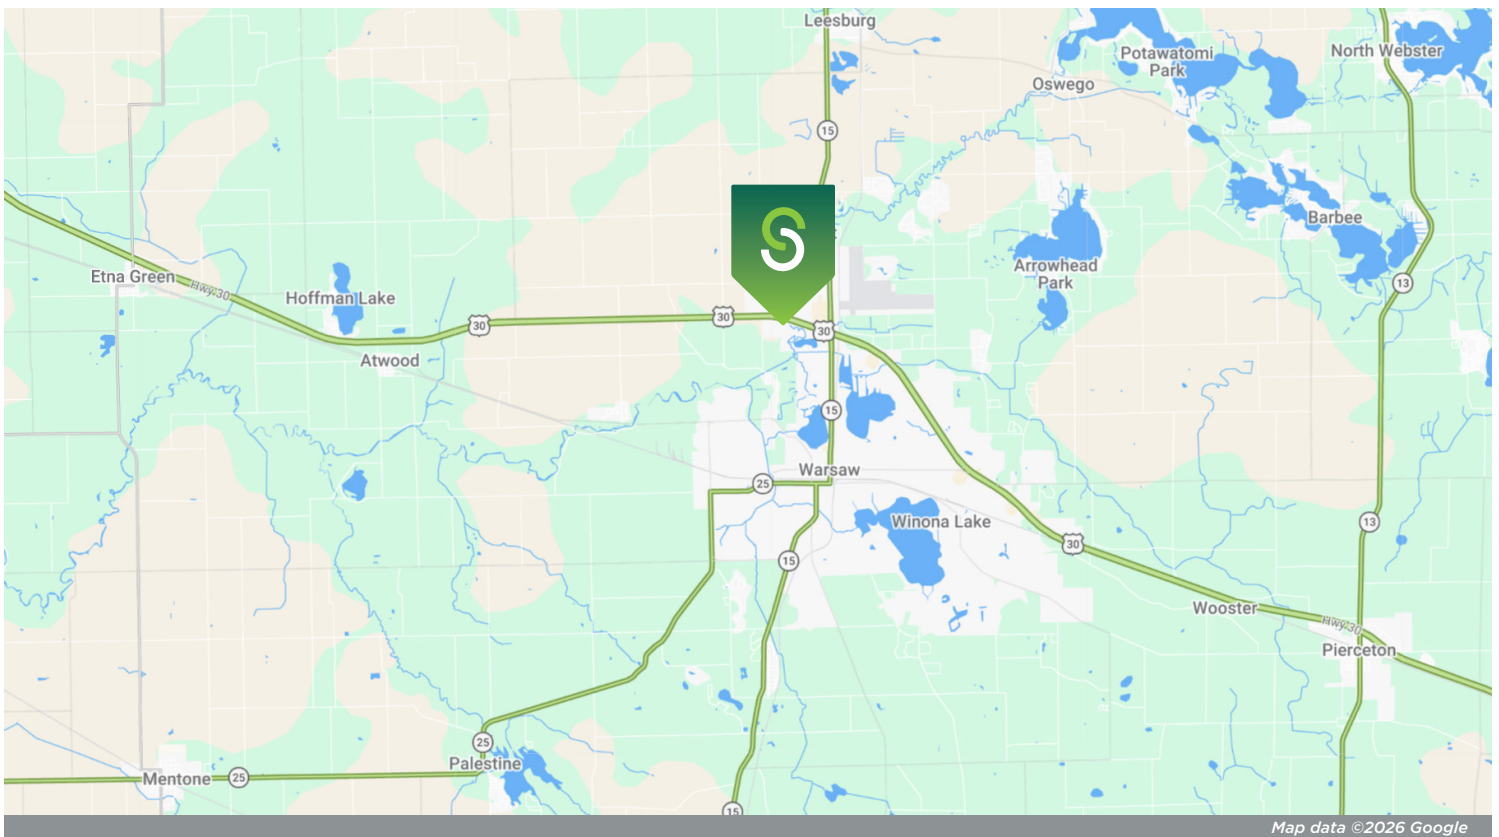 Leesburg
Potawatomi
Park
North Webster
Oswego
15
Barbee
Etna Green
Hwy 30
Hoffman Lake
Arrowhead
Park
13
30
30
30
Atwood
15
Warsaw
25
Winona Lake
13
30
15
Wooster
Hwy 30
Pierceton
25
Palestine
Mentone
25
15
Map data ©2026 Google